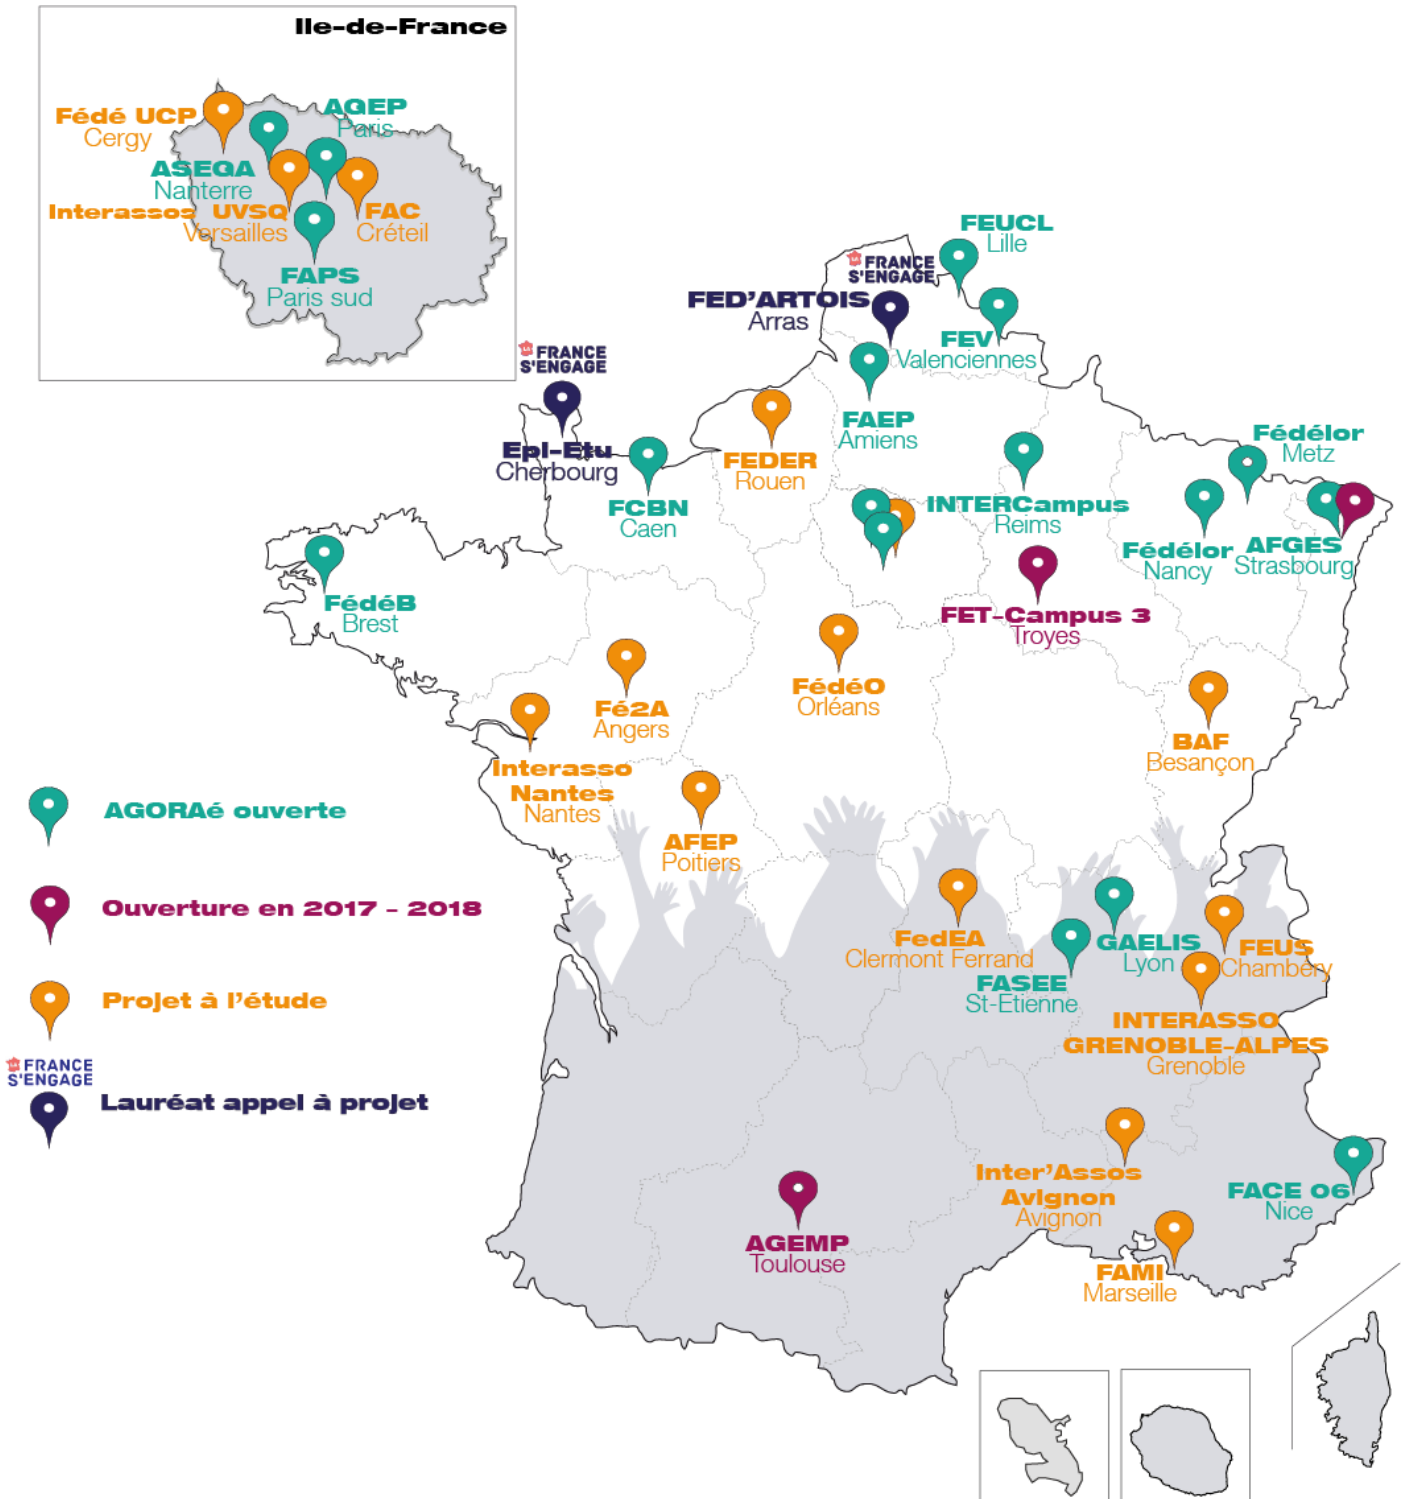 Ile-de-France
Fédé UCP
Cergy
AGEP
Paris
ASEGA
Nanterre
Interassos UVSQ
Versailles
FAC
Créteil
FAPS
Paris sud
FEUCL
Lille
LA FRANCE
S'ENGAGE
FED'ARTOIS
Arras
FEV
Valenciennes
LA FRANCE
S'ENGAGE
Epi-Etu
Cherbourg
FAEP
Amiens
FEDER
Rouen
FCBN
Caen
INTERCampus
Reims
Fédélor
Metz
Fédélor
Nancy
AFGES
Strasbourg
FédéB
Brest
FET-Campus 3
Troyes
FédéO
Orléans
Fé2A
Angers
BAF
Besançon
Interasso
Nantes
Nantes
AFEP
Poitiers
AGORAé ouverte
Ouverture en 2017 - 2018
Projet à l'étude
LA FRANCE
S'ENGAGE
Lauréat appel à projet
FedEA
Clermont Ferrand
GAELIS
Lyon
FEUS
Chambéry
FASEE
St-Etienne
INTERASSO
GRENOBLE-ALPES
Grenoble
Inter'Assos
Avignon
Avignon
FACE 06
Nice
AGEMP
Toulouse
FAMI
Marseille